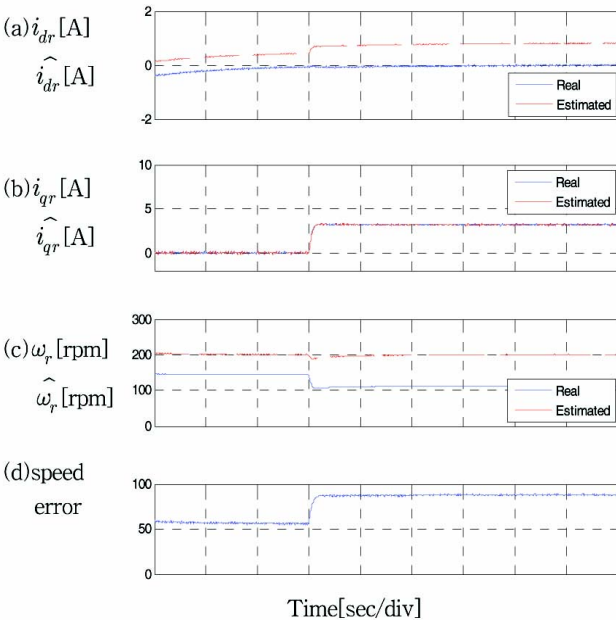 (a) i_dr [A]
î_dr [A]
2
0
-2
Real
Estimated
(b) i_qr [A]
î_qr [A]
10
5
0
Real
Estimated
(c) ω_r [rpm]
ω̂_r [rpm]
300
200
100
0
Real
Estimated
(d) speed
error
100
50
0
Time[sec/div]